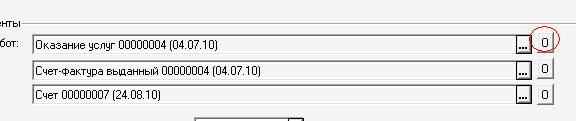 енты
бот: Оказание услуг 00000004 (04.07.10) ... 0
Счет-фактура выданный 00000004 (04.07.10) ... 0
Счет 00000007 (24.08.10) ... 0